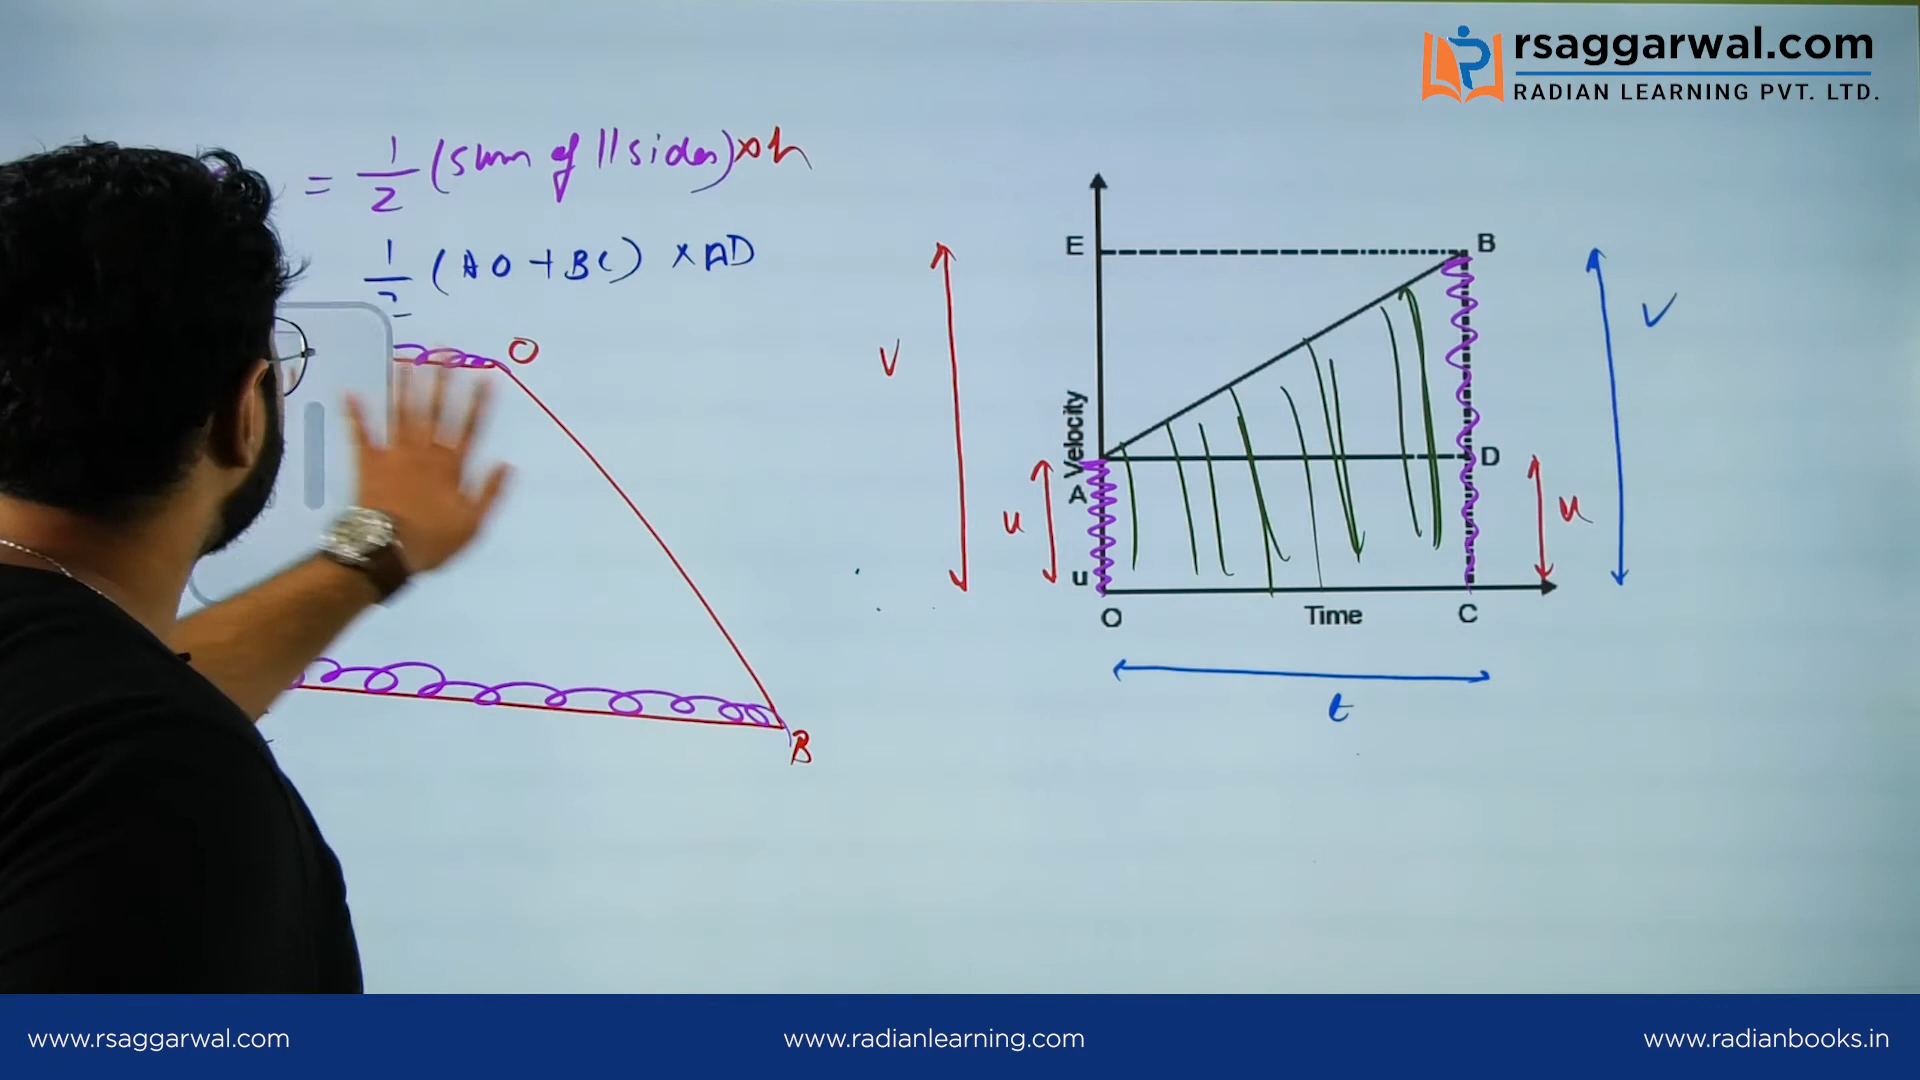 rsaggarwal.com
RADIAN LEARNING PVT. LTD.
= 1/2 (sum of || sides) × h
1/2 (AO + BC) × AD
O
B
E
B
V
V
Velocity
D
A
u
u
u
O
Time
C
t
www.rsaggarwal.com
www.radianlearning.com
www.radianbooks.in